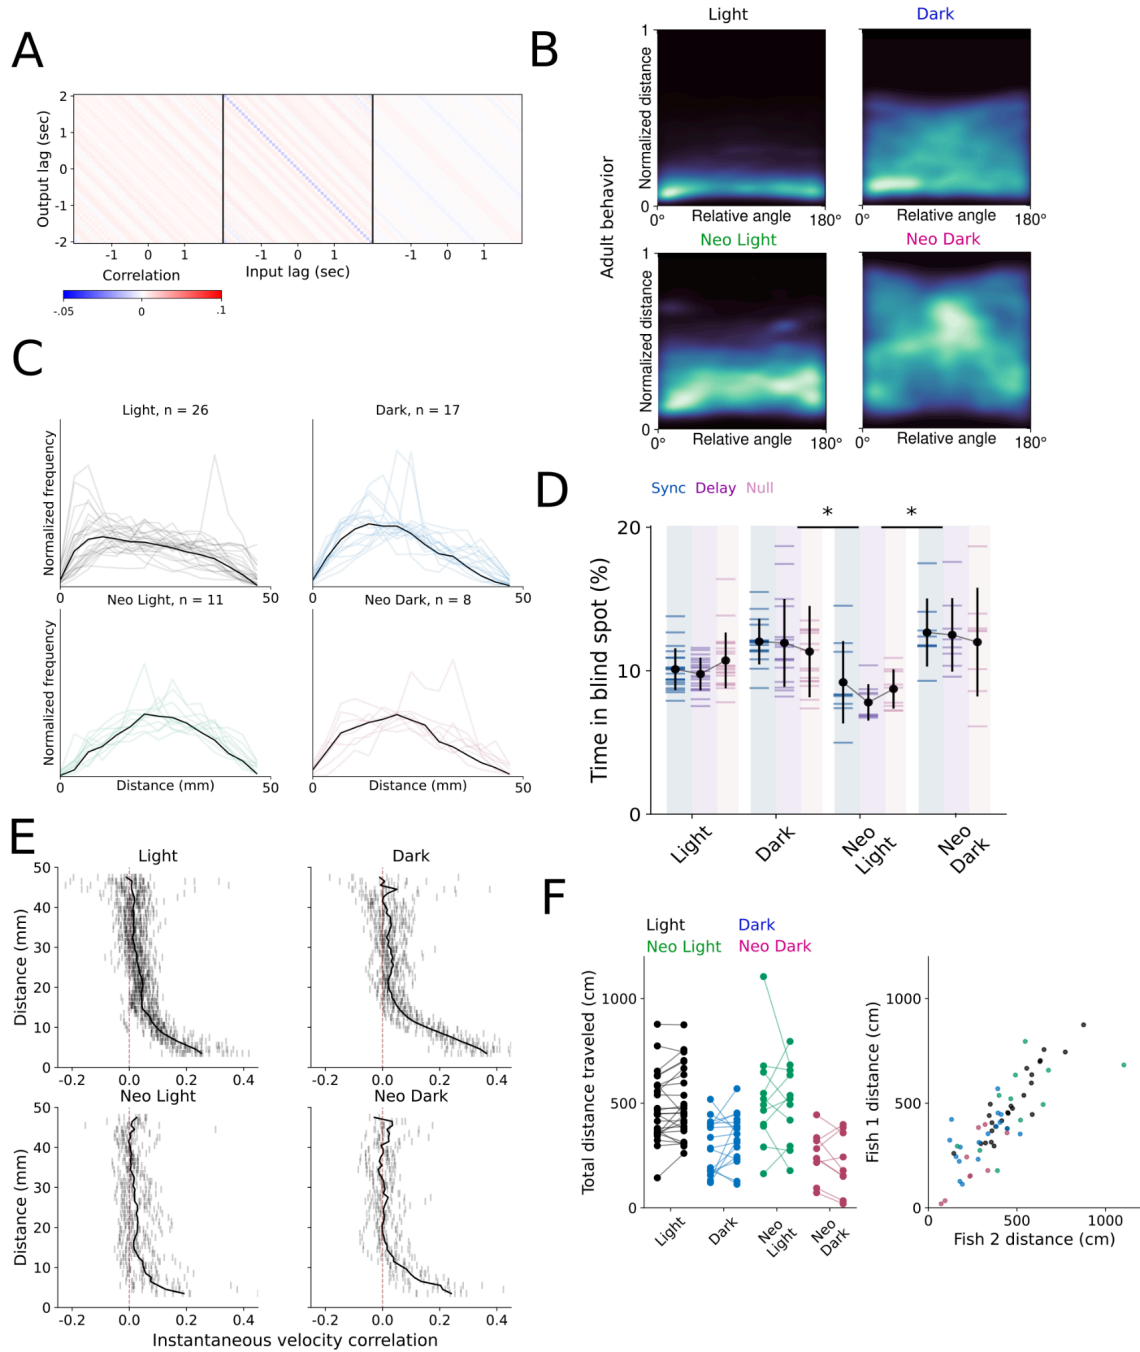 A
2
1
0
-1
-2
Output lag (sec)
-1 0 1 -1 0 1 -1 0 1
Input lag (sec)
Correlation
-.05 0 .1
B
Adult behavior
Light
Dark
Normalized distance
1
0
0° Relative angle 180°
0° Relative angle 180°
Neo Light
Neo Dark
Normalized distance
1
0
0° Relative angle 180°
0° Relative angle 180°
C
Light, n = 26
Dark, n = 17
Normalized frequency
0 50
0 50
Neo Light, n = 11
Neo Dark, n = 8
Normalized frequency
0 Distance (mm) 50
0 Distance (mm) 50
D
Sync Delay Null
* *
Time in blind spot (%)
20
10
0
Light
Dark
Neo
Light
Neo
Dark
E
Light
Dark
Distance (mm)
50
40
30
20
10
0
-0.2 0.0 0.2 0.4
-0.2 0.0 0.2 0.4
Neo Light
Neo Dark
Distance (mm)
50
40
30
20
10
0
-0.2 0.0 0.2 0.4
-0.2 0.0 0.2 0.4
Instantaneous velocity correlation
F
Light Dark
Neo Light Neo Dark
Total distance traveled (cm)
1000
500
0
Light
Dark
Neo
Light
Neo
Dark
Fish 1 distance (cm)
1000
500
0
0 500 1000
Fish 2 distance (cm)